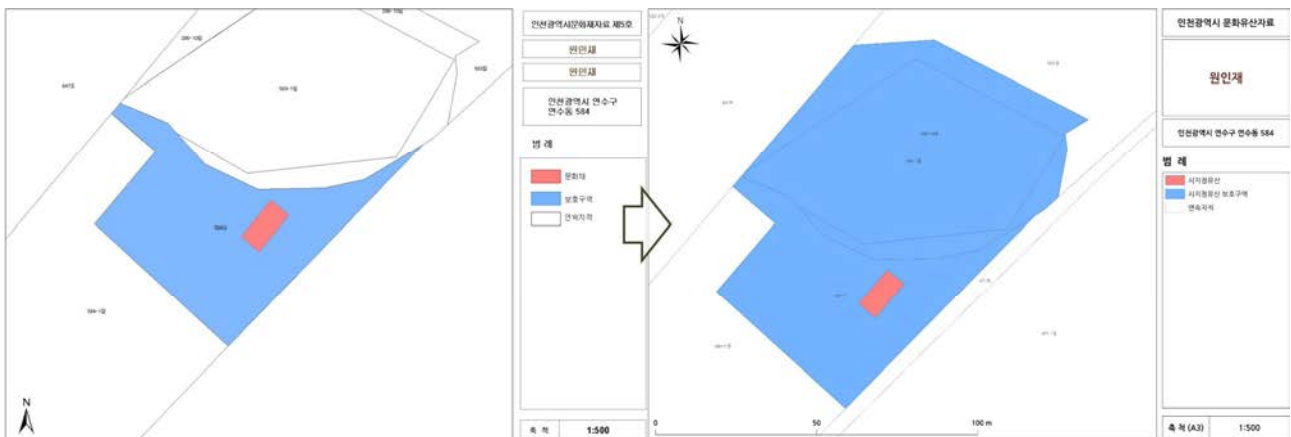 인천광역시문화재자료 제5호
원인재
원인재
인천광역시 연수구
연수동 584
범 례
문화재
보호구역
연속지적
N
축 척 1:500
N
0 50 100 m
인천광역시 문화유산자료
원인재
인천광역시 연수구 연수동 584
범 례
시지정유산
시지정유산 보호구역
연속지적
축 척 (A3) 1:500